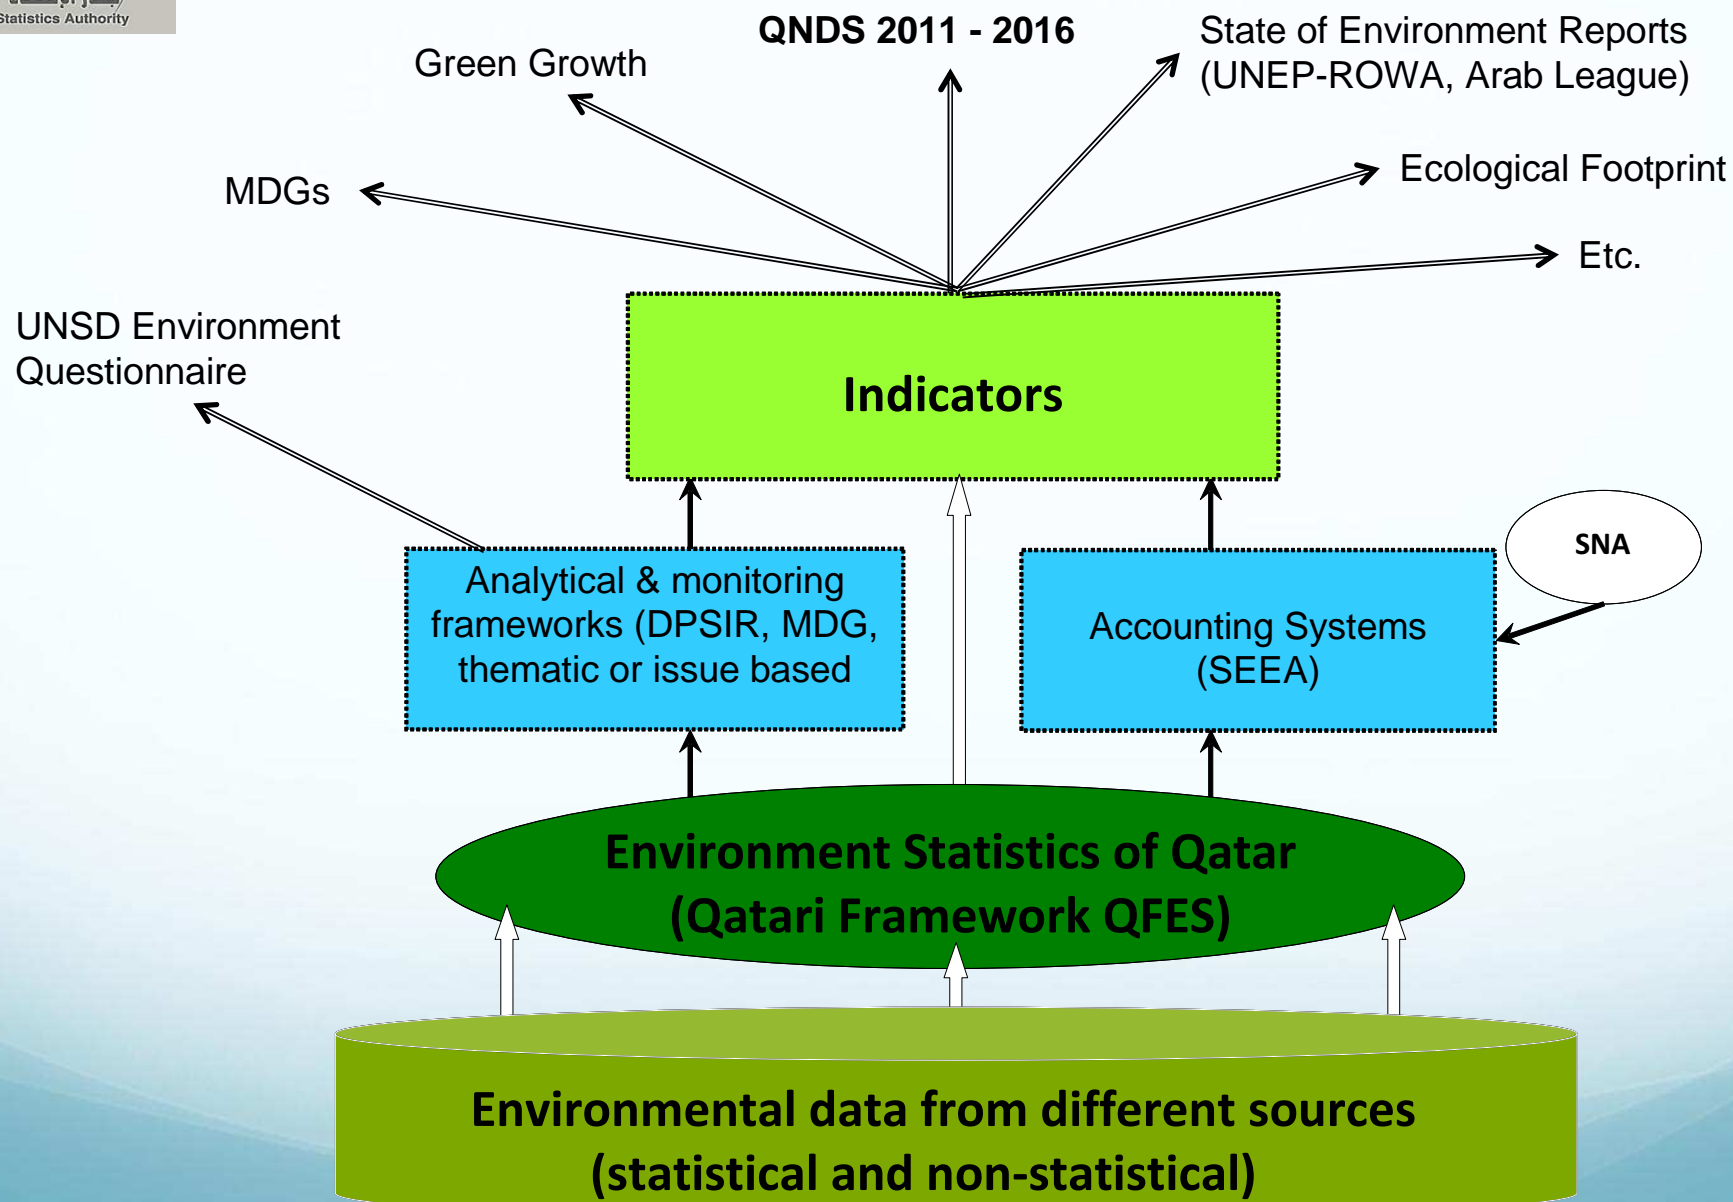 Statistics Authority
QNDS 2011 - 2016
State of Environment Reports
(UNEP-ROWA, Arab League)
Green Growth
Ecological Footprint
MDGs
Etc.
UNSD Environment
Questionnaire
Indicators
SNA
Analytical & monitoring
frameworks (DPSIR, MDG,
thematic or issue based
Accounting Systems
(SEEA)
Environment Statistics of Qatar
(Qatari Framework QFES)
Environmental data from different sources
(statistical and non-statistical)